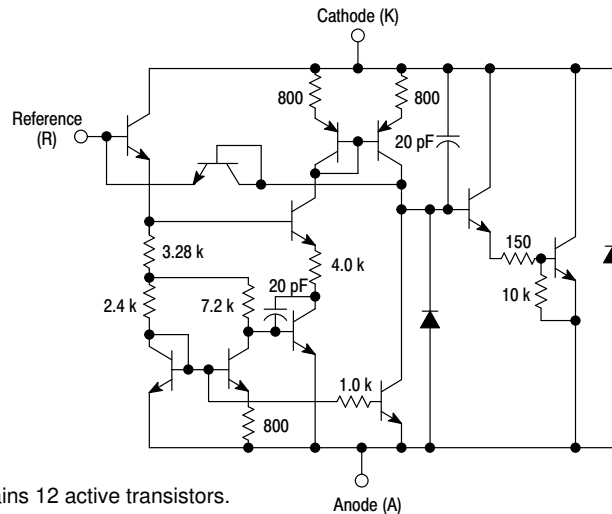 Cathode (K)
800
800
Reference
(R)
20 pF
3.28 k
4.0 k
150
2.4 k
7.2 k
20 pF
10 k
1.0 k
800
ains 12 active transistors.
Anode (A)